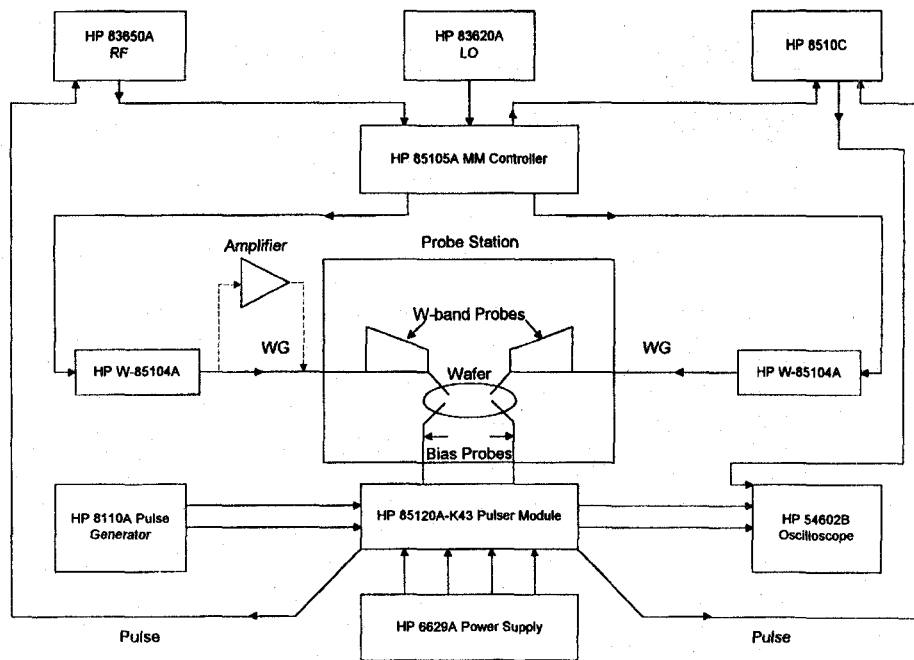 HP 83650A
RF
HP 83620A
LO
HP 8510C
HP 85105A MM Controller
Amplifier
Probe Station
W-band Probes
WG
WG
HP W-85104A
Wafer
HP W-85104A
Bias Probes
HP 8110A Pulse
Generator
HP 85120A-K43 Pulser Module
HP 54602B
Oscilloscope
HP 6629A Power Supply
Pulse
Pulse